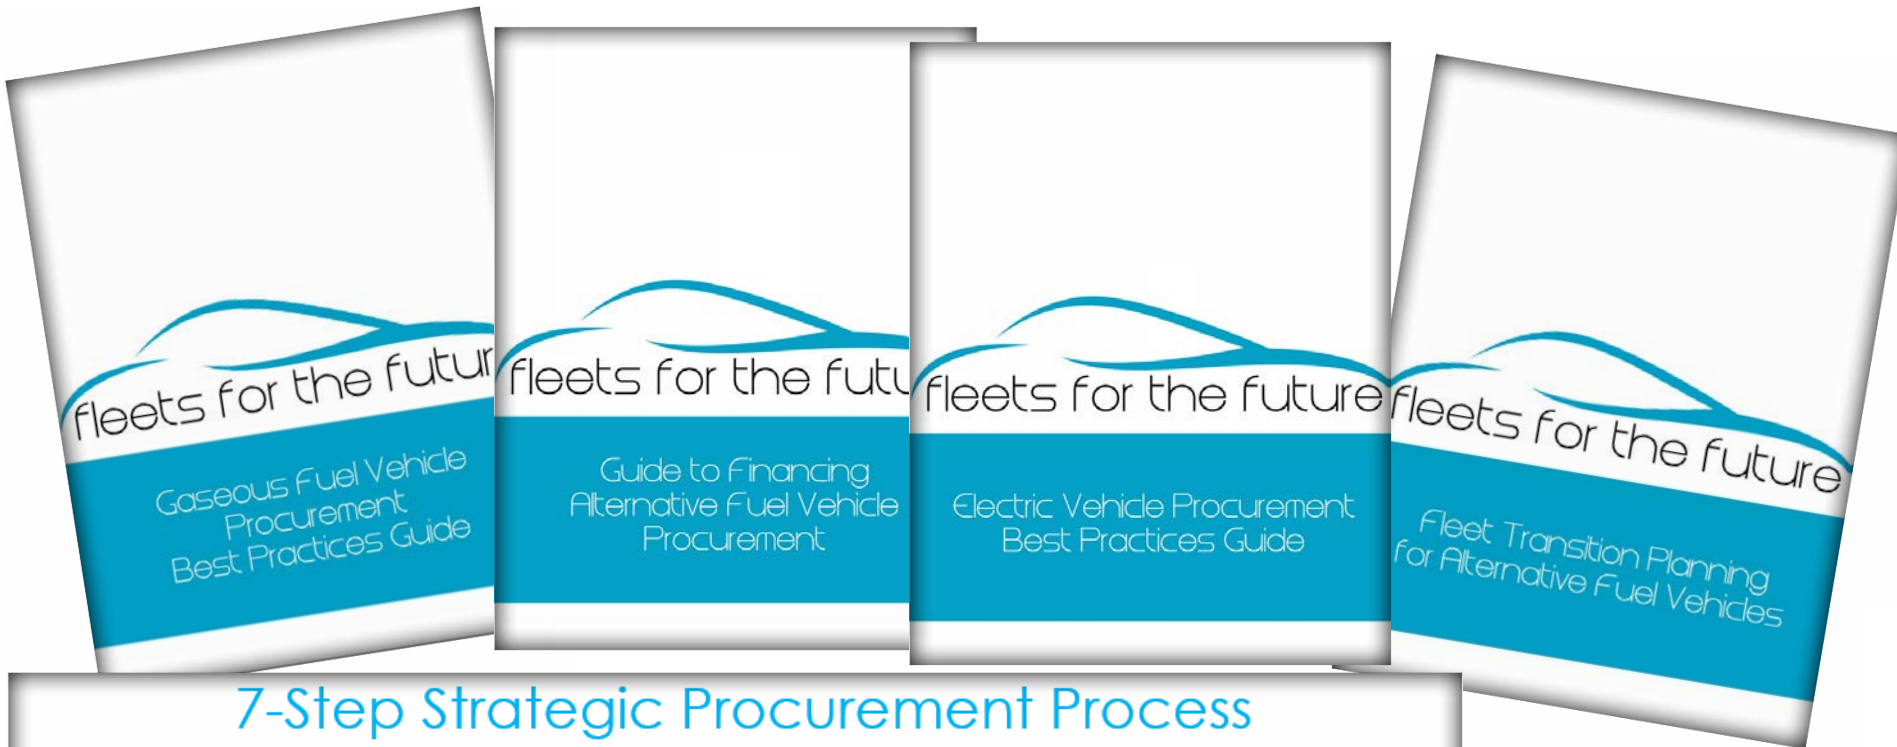 fleets for the futur
Gaseous Fuel Vehicle
Procurement
Best Practices Guide
fleets for the futu
Guide to Financing
Alternative Fuel Vehicle
Procurement
fleets for the future
Electric Vehicle Procurement
Best Practices Guide
fleets for the future
Fleet Transition Planning
for Alternative Fuel Vehicles
7-Step Strategic Procurement Process